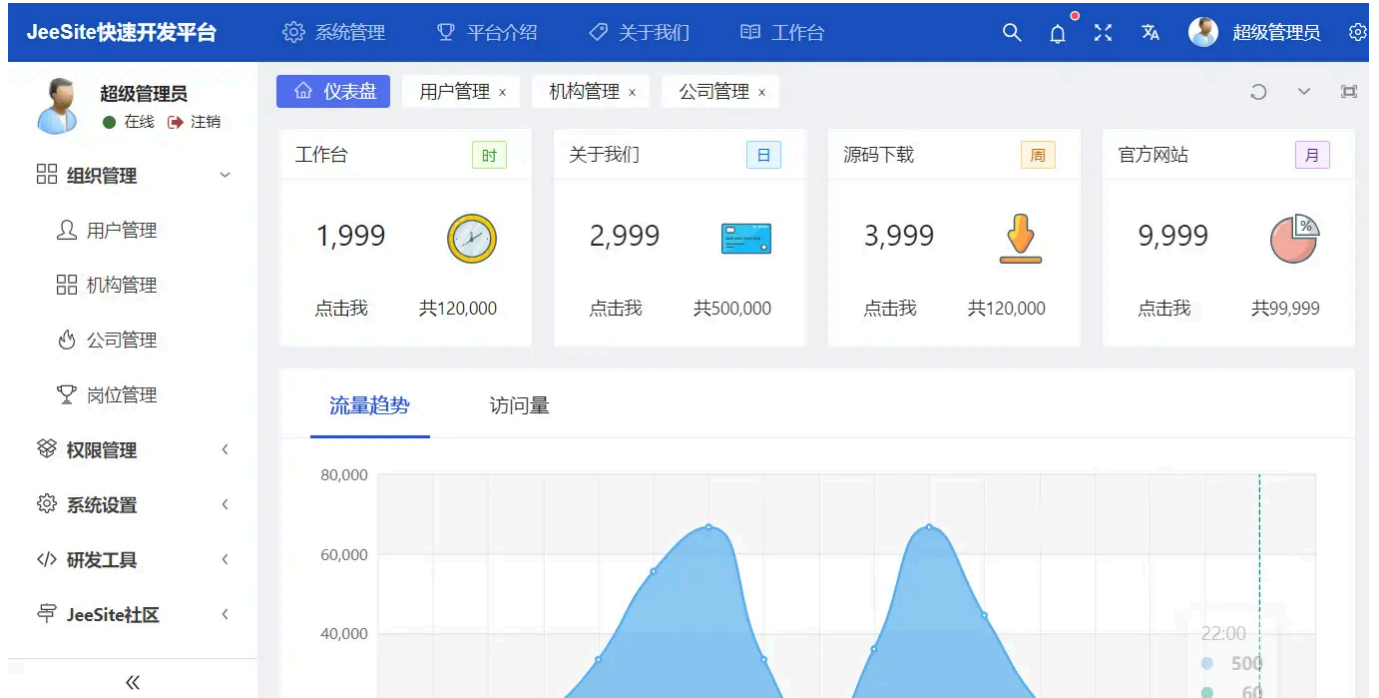 JeeSite快速开发平台 系统管理 平台介绍 关于我们 工作台 超级管理员
超级管理员
在线 注销
组织管理
用户管理
机构管理
公司管理
岗位管理
权限管理
系统设置
研发工具
JeeSite社区
仪表盘 用户管理 × 机构管理 × 公司管理 ×
工作台 时 关于我们 日 源码下载 周 官方网站 月
1,999 2,999 3,999 % 9,999
点击我 共120,000 点击我 共500,000 点击我 共120,000 点击我 共99,999
流量趋势 访问量
80,000
60,000
40,000
22:00
500
60